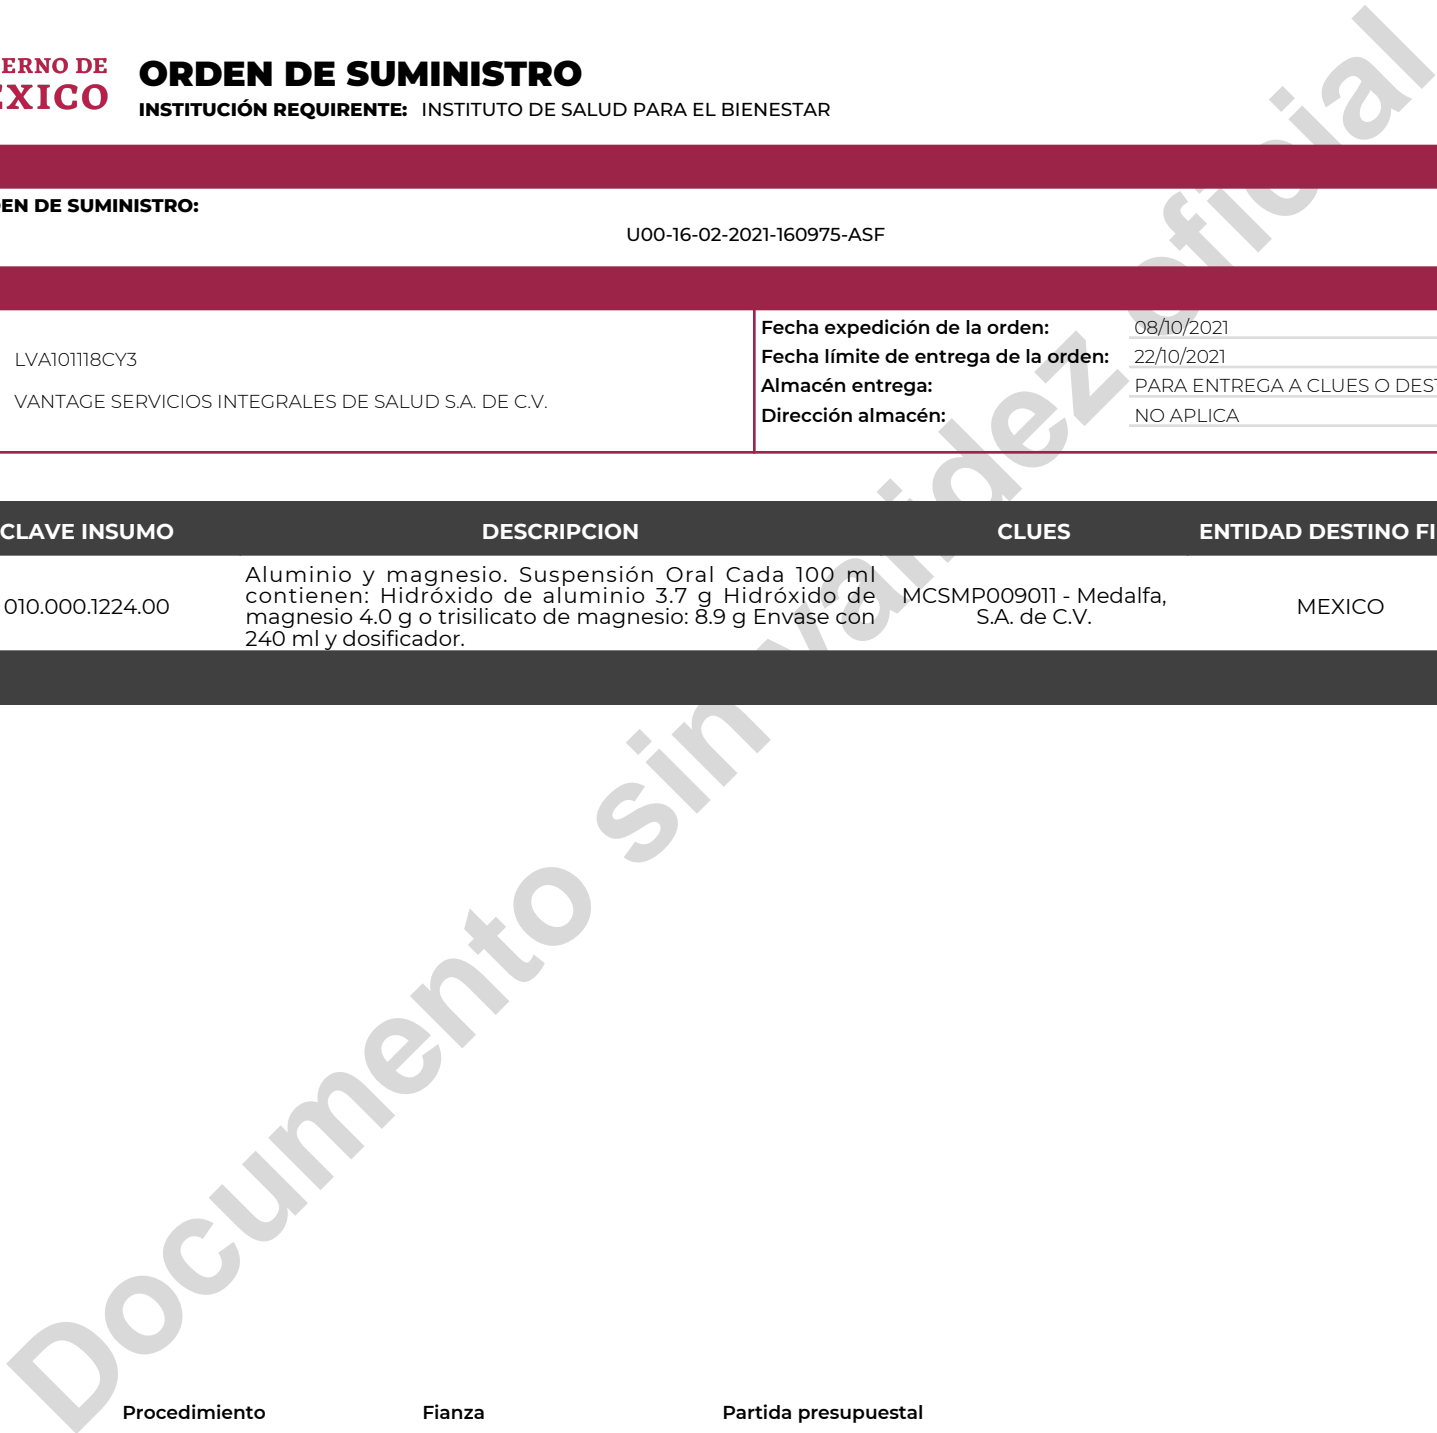 ERNO DE
EXICO
ORDEN DE SUMINISTRO
INSTITUCIÓN REQUIRENTE: INSTITUTO DE SALUD PARA EL BIENESTAR
EN DE SUMINISTRO:
U00-16-02-2021-160975-ASF
LVA101118CY3
VANTAGE SERVICIOS INTEGRALES DE SALUD S.A. DE C.V.
Fecha expedición de la orden: 08/10/2021
Fecha límite de entrega de la orden: 22/10/2021
Almacén entrega: PARA ENTREGA A CLUES O DEST
Dirección almacén: NO APLICA
CLAVE INSUMO DESCRIPCION CLUES ENTIDAD DESTINO FI
010.000.1224.00
Aluminio y magnesio. Suspensión Oral Cada 100 ml
contienen: Hidróxido de aluminio 3.7 g Hidróxido de
magnesio 4.0 g o trisilicato de magnesio: 8.9 g Envase con
240 ml y dosificador.
MCSMP009011 - Medalfa,
S.A. de C.V.
MEXICO
Documento sin validez oficial
Procedimiento Fianza Partida presupuestal